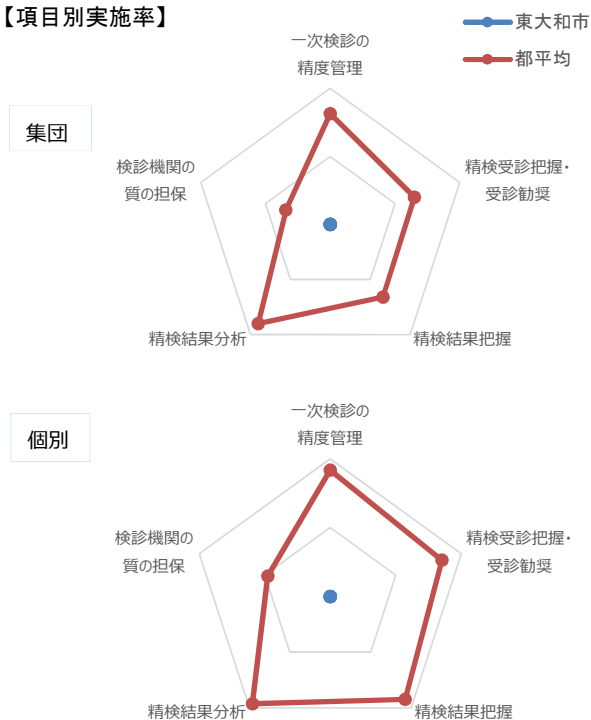 【項目別実施率】
東大和市
都平均
集団
一次検診の
精度管理
精検受診把握・
受診勧奨
精検結果把握
精検結果分析
検診機関の
質の担保
個別
一次検診の
精度管理
精検受診把握・
受診勧奨
精検結果把握
精検結果分析
検診機関の
質の担保